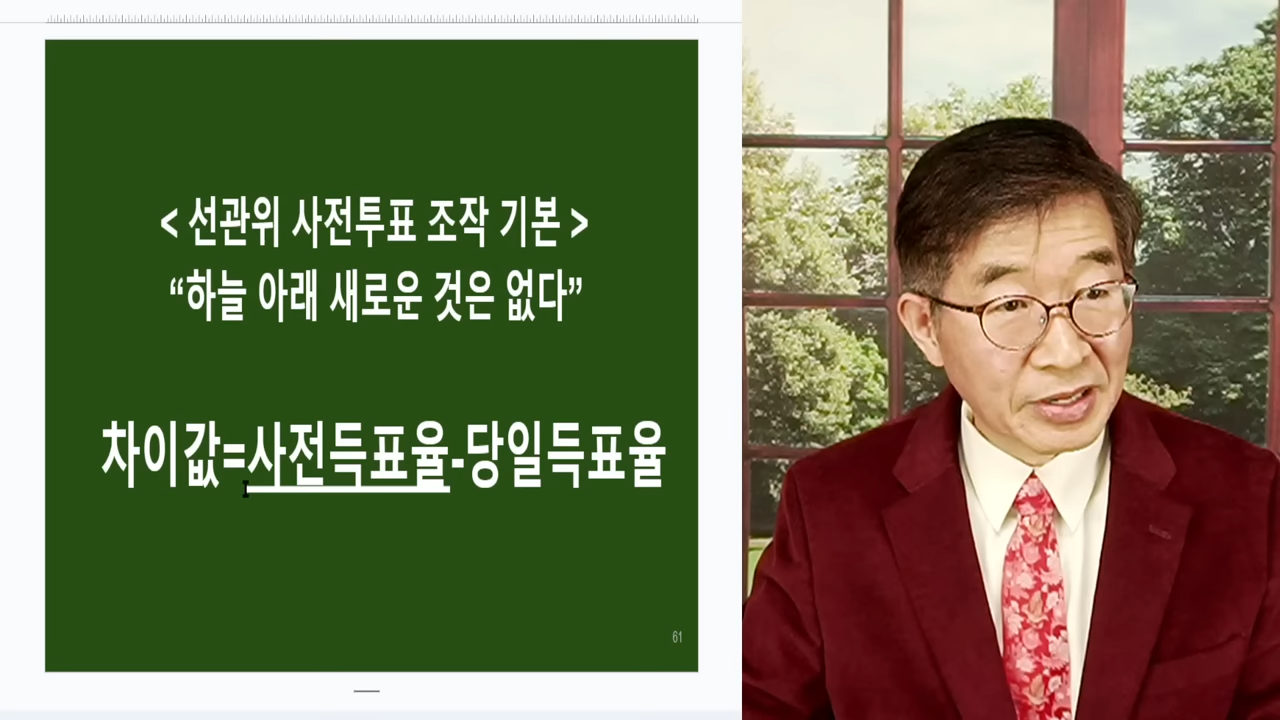 < 선관위 사전투표 조작 기본 >
“하늘 아래 새로운 것은 없다”
차이값=사전득표율-당일득표율
61